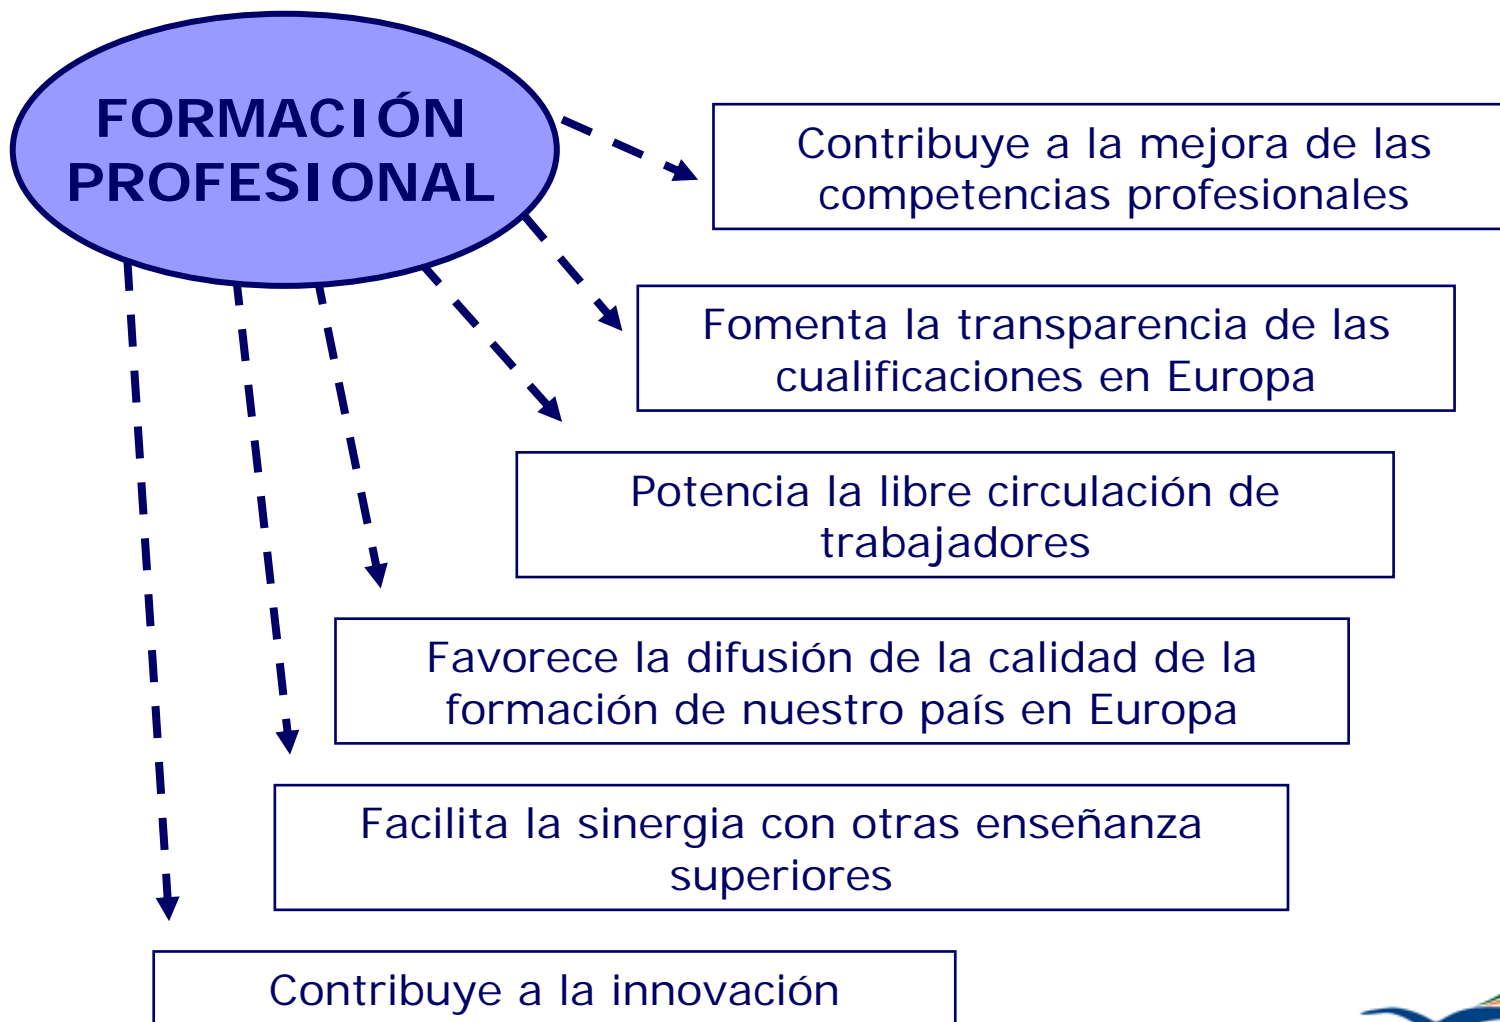 FORMACIÓN
PROFESIONAL
Contribuye a la mejora de las
competencias profesionales
Fomenta la transparencia de las
cualificaciones en Europa
Potencia la libre circulación de
trabajadores
Favorece la difusión de la calidad de la
formación de nuestro país en Europa
Facilita la sinergia con otras enseñanza
superiores
Contribuye a la innovación